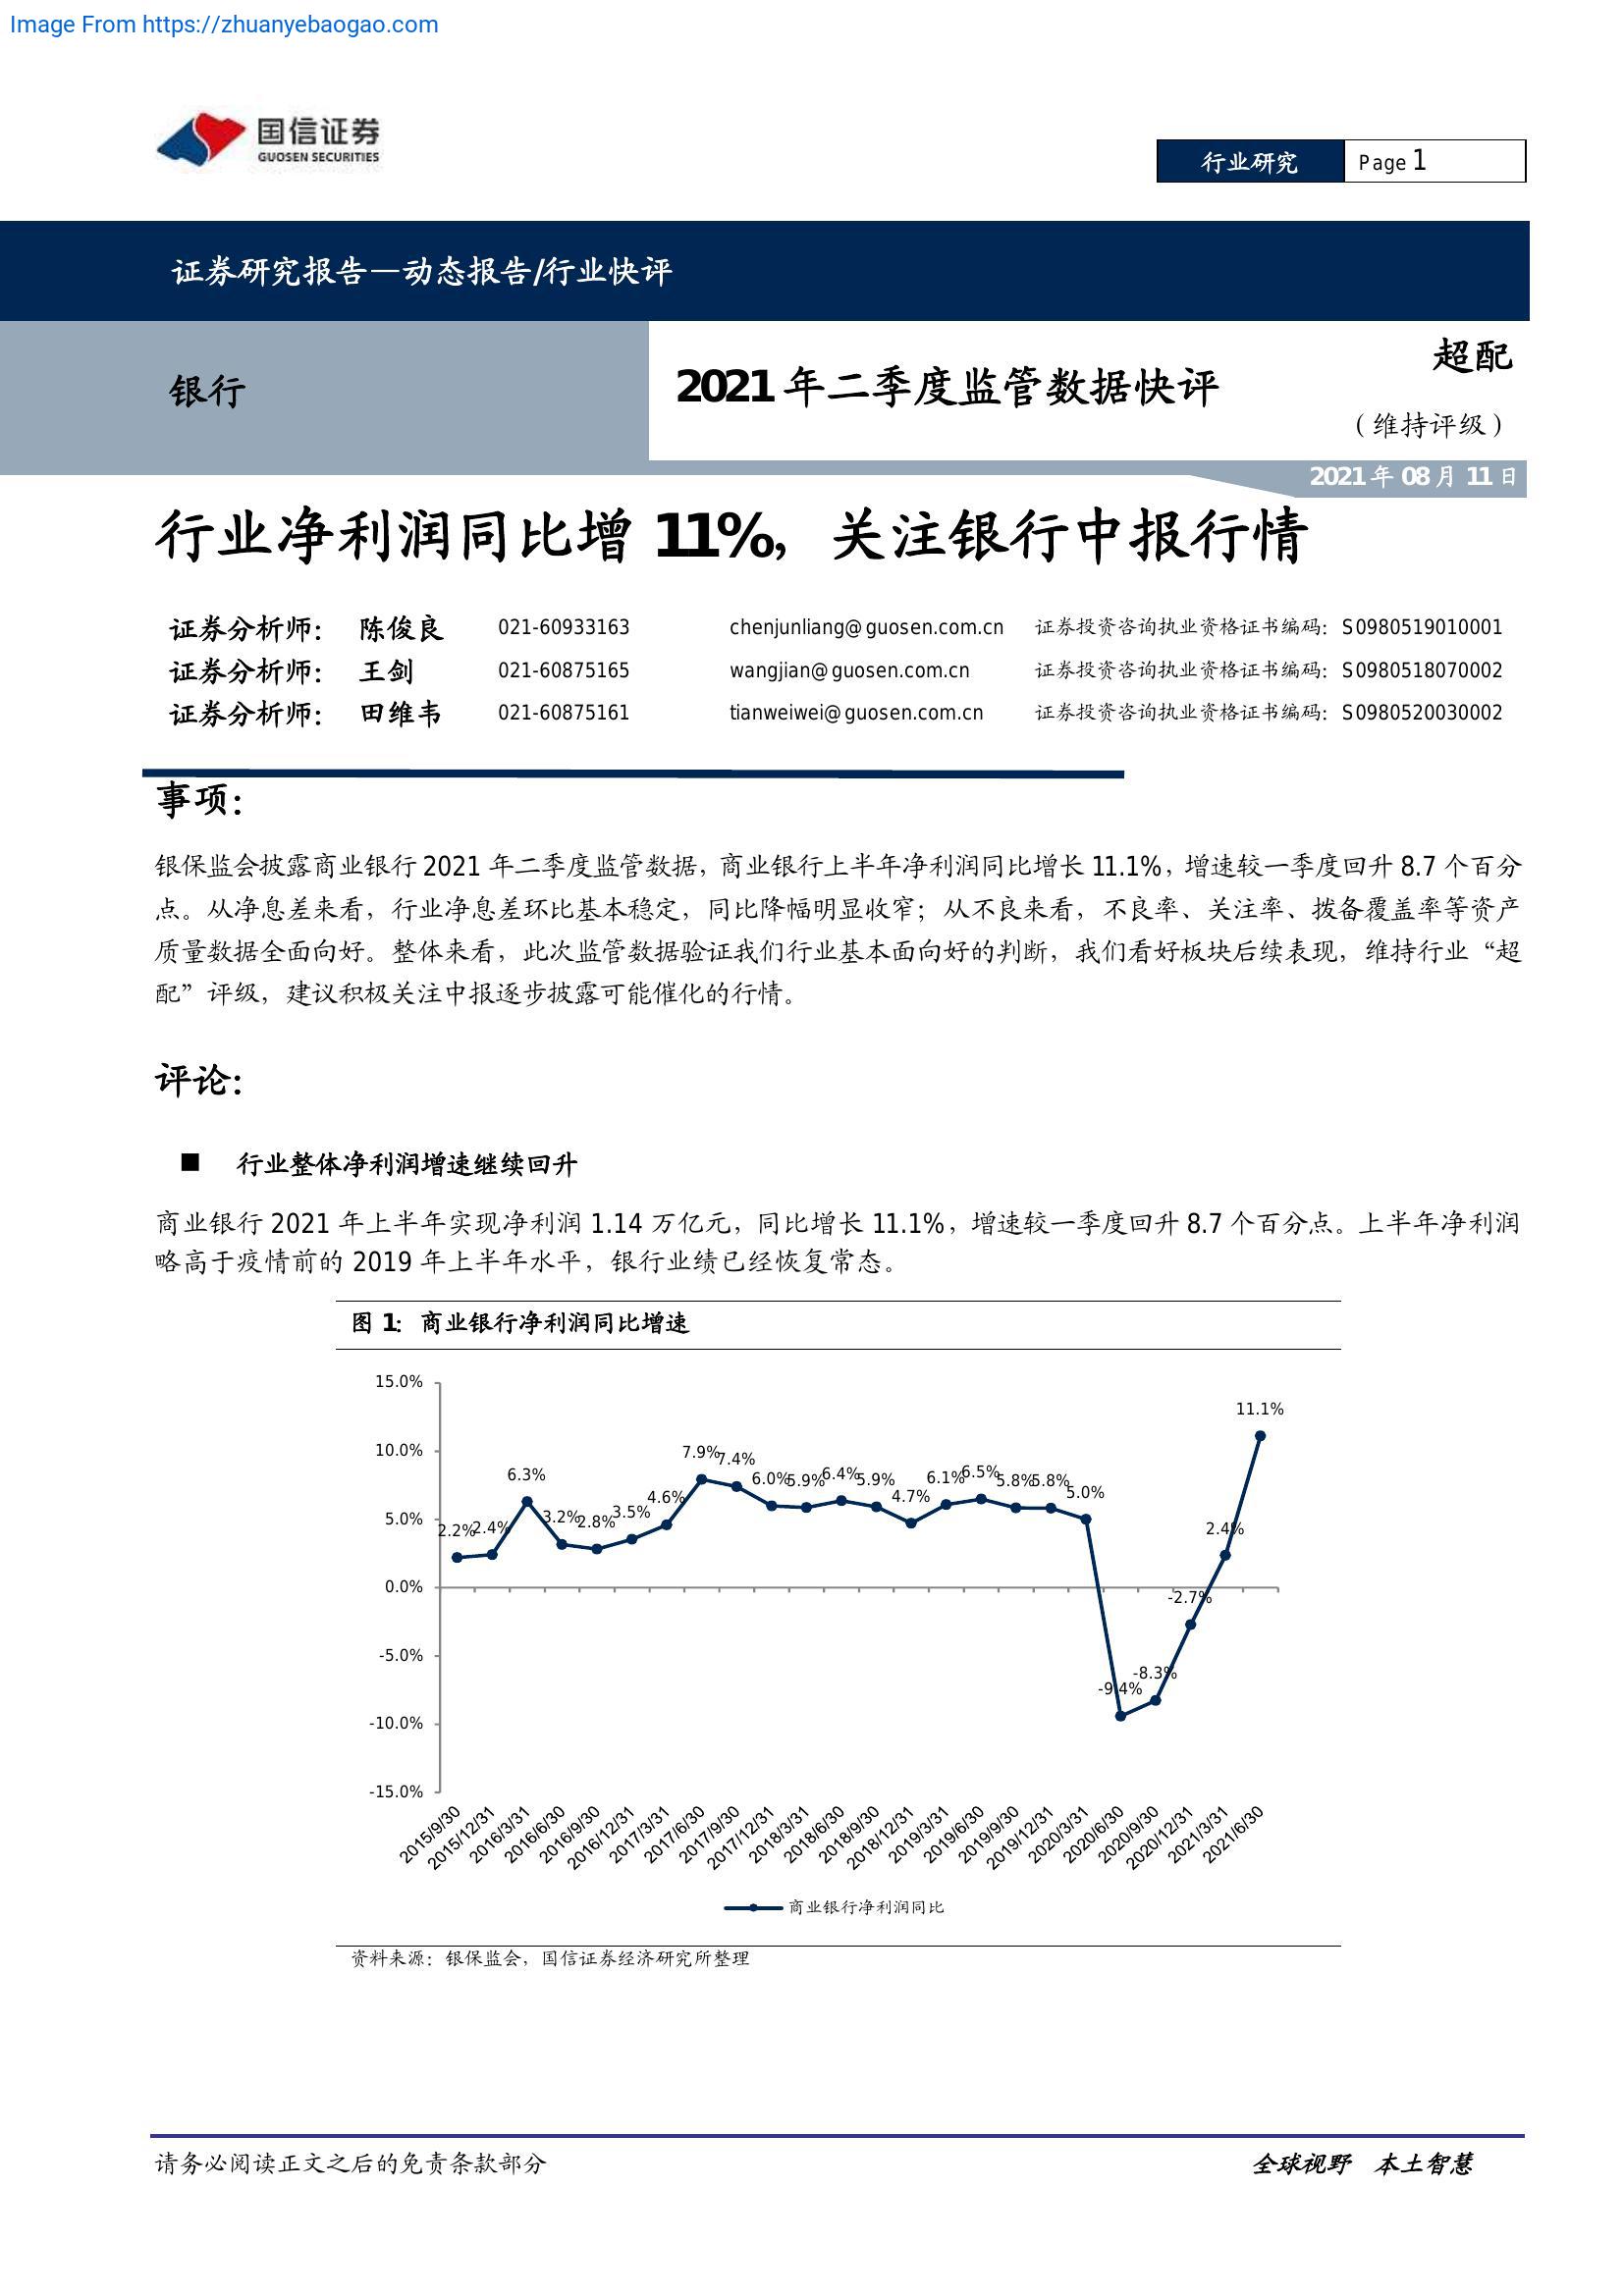 Image From https://zhuanyebaogao.com
国信证券
GUOSEN SECURITIES
行业研究 Page 1
证券研究报告—动态报告/行业快评
银行
2021 年二季度监管数据快评
超配
（维持评级）
2021 年 08 月 11 日
行业净利润同比增 11%，关注银行中报行情
证券分析师： 陈俊良 021-60933163 chenjunliang@guosen.com.cn 证券投资咨询执业资格证书编码：S0980519010001
证券分析师： 王剑 021-60875165 wangjian@guosen.com.cn 证券投资咨询执业资格证书编码：S0980518070002
证券分析师： 田维韦 021-60875161 tianweiwei@guosen.com.cn 证券投资咨询执业资格证书编码：S0980520030002
事项：
银保监会披露商业银行 2021 年二季度监管数据，商业银行上半年净利润同比增长 11.1%，增速较一季度回升 8.7 个百分
点。从净息差来看，行业净息差环比基本稳定，同比降幅明显收窄；从不良来看，不良率、关注率、拨备覆盖率等资产
质量数据全面向好。整体来看，此次监管数据验证我们行业基本面向好的判断，我们看好板块后续表现，维持行业“超
配”评级，建议积极关注中报逐步披露可能催化的行情。
评论：
■ 行业整体净利润增速继续回升
商业银行 2021 年上半年实现净利润 1.14 万亿元，同比增长 11.1%，增速较一季度回升 8.7 个百分点。上半年净利润
略高于疫情前的 2019 年上半年水平，银行业绩已经恢复常态。
图 1：商业银行净利润同比增速
15.0%
10.0%
5.0%
0.0%
-5.0%
-10.0%
-15.0%
2.2% 2.4% 6.3% 3.2% 2.8% 3.5% 4.6% 7.9% 7.4% 6.0% 5.9% 6.4% 5.9% 4.7% 6.1% 6.5% 5.8% 5.8% 5.0% -9.4% -8.3% -2.7% 2.4% 11.1%
2015/9/30 2015/12/31 2016/3/31 2016/6/30 2016/9/30 2016/12/31 2017/3/31 2017/6/30 2017/9/30 2017/12/31 2018/3/31 2018/6/30 2018/9/30 2018/12/31 2019/3/31 2019/6/30 2019/9/30 2019/12/31 2020/3/31 2020/6/30 2020/9/30 2020/12/31 2021/3/31 2021/6/30
商业银行净利润同比
资料来源：银保监会，国信证券经济研究所整理
请务必阅读正文之后的免责条款部分 全球视野 本土智慧